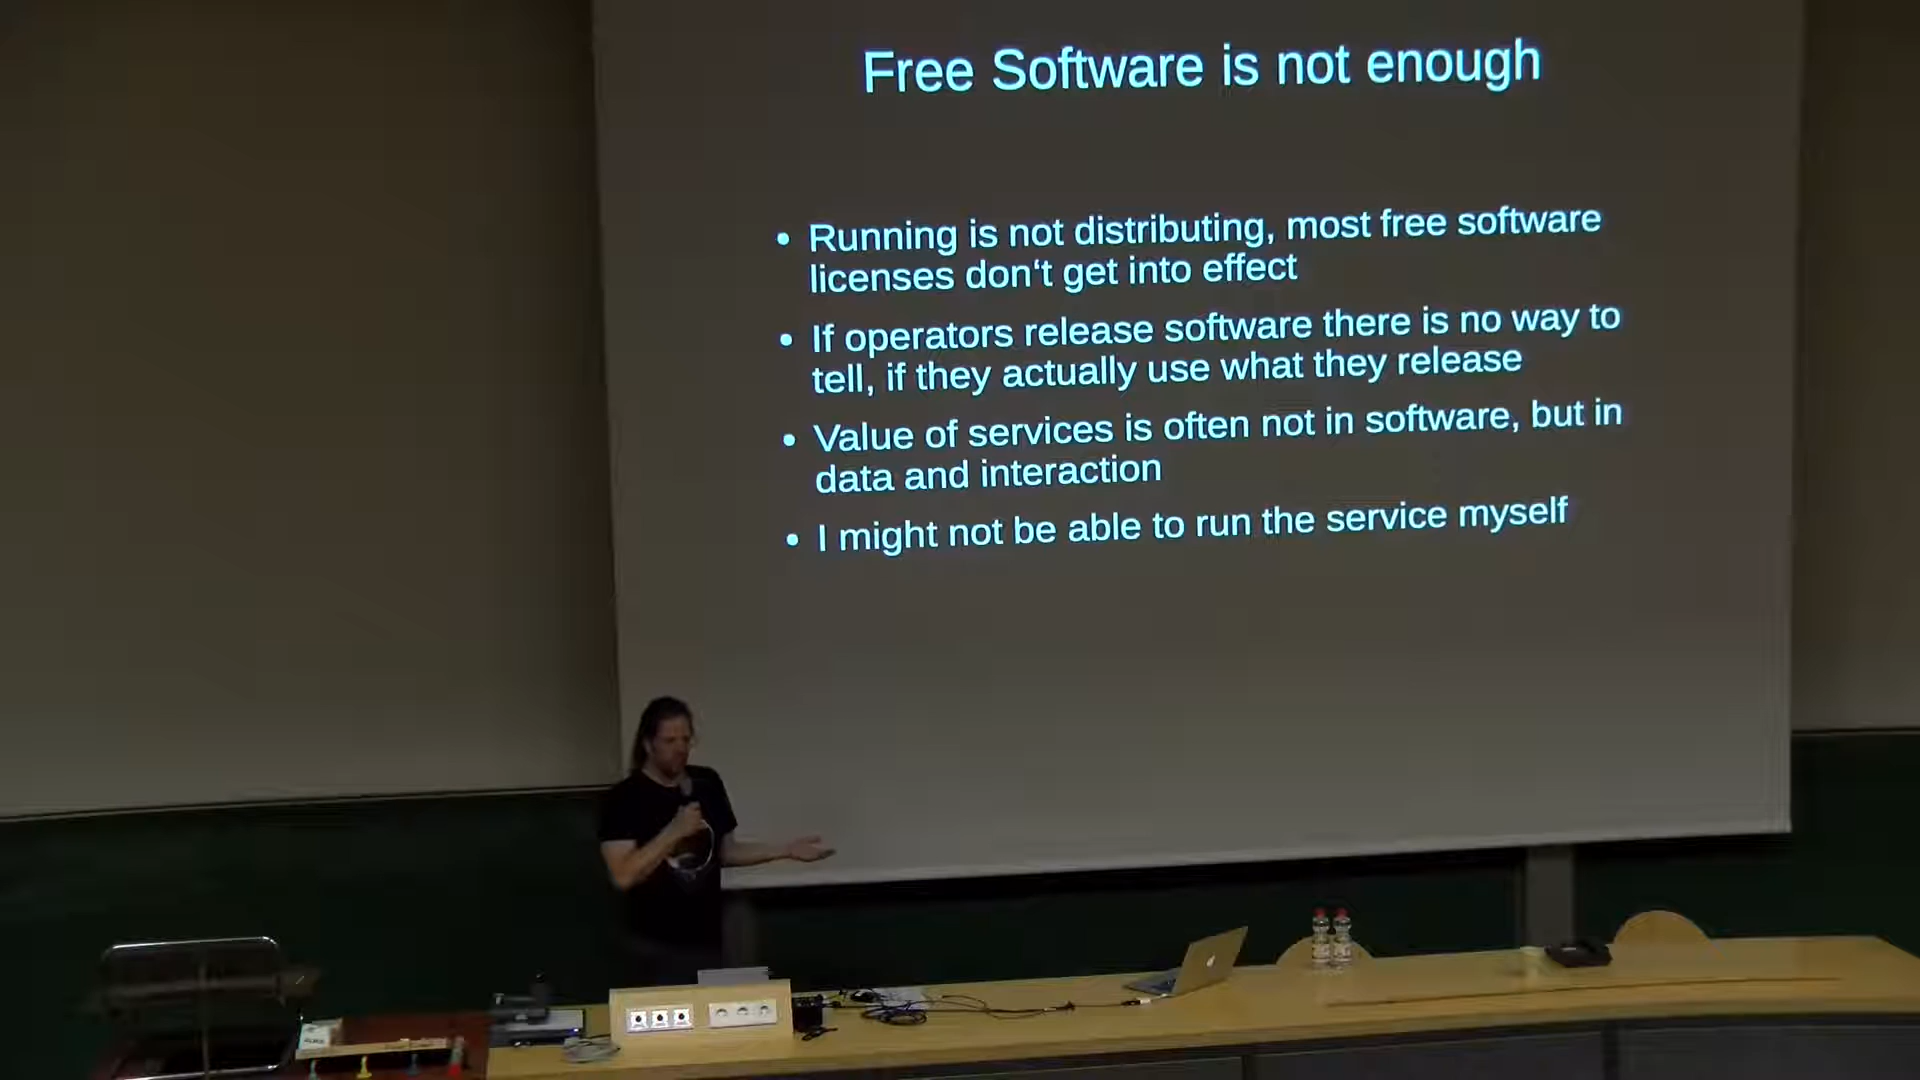 Free Software is not enough
• Running is not distributing, most free software
licenses don‘t get into effect
• If operators release software there is no way to
tell, if they actually use what they release
• Value of services is often not in software, but in
data and interaction
• I might not be able to run the service myself